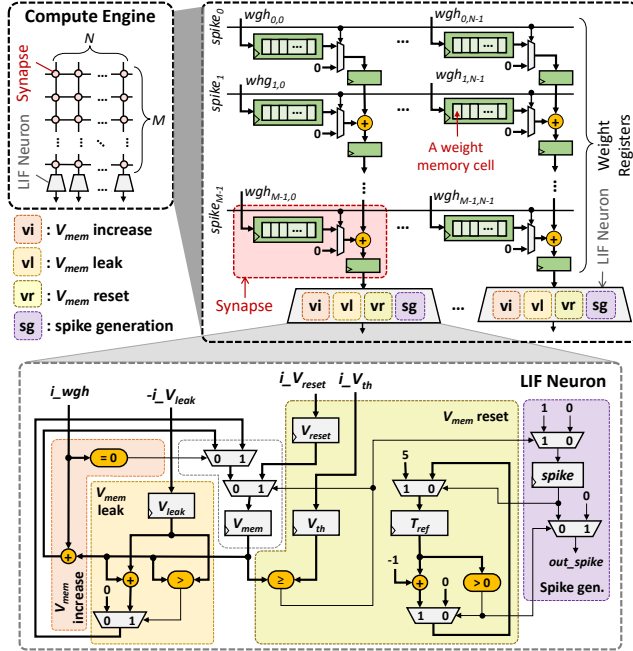 Compute Engine
N
Synapse
M
LIF Neuron
vi : Vmem increase
vl : Vmem leak
vr : Vmem reset
sg : spike generation
spike0
wgh0,0
...
wgh0,N-1
0
0
spike1
whg1,0
...
wgh1,N-1
0
0
A weight
memory cell
spikeM-1
wghM-1,0
...
wghM-1,N-1
0
0
Weight
Registers
LIF Neuron
Synapse
vi vl vr sg
...
vi vl vr sg
LIF Neuron
i_wgh
-i_Vleak
i_Vreset
i_Vth
Vmem reset
1 0
= 0
0 1
Vreset
5
1 0
0 1
1 0
spike
0
Vmem
leak
Vleak
Vmem
Vth
Tref
0 1
out_spike
+
+
>
≥
-1
+
> 0
Spike gen.
Vmem
increase
0
0
0 1
1 0